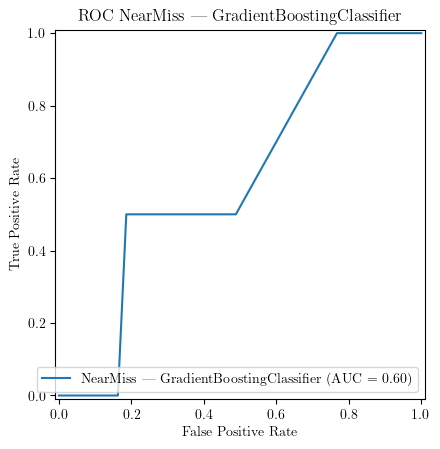 ROC NearMiss — GradientBoostingClassifier
True Positive Rate
1.0
0.8
0.6
0.4
0.2
0.0
NearMiss — GradientBoostingClassifier (AUC = 0.60)
0.0 0.2 0.4 0.6 0.8 1.0
False Positive Rate